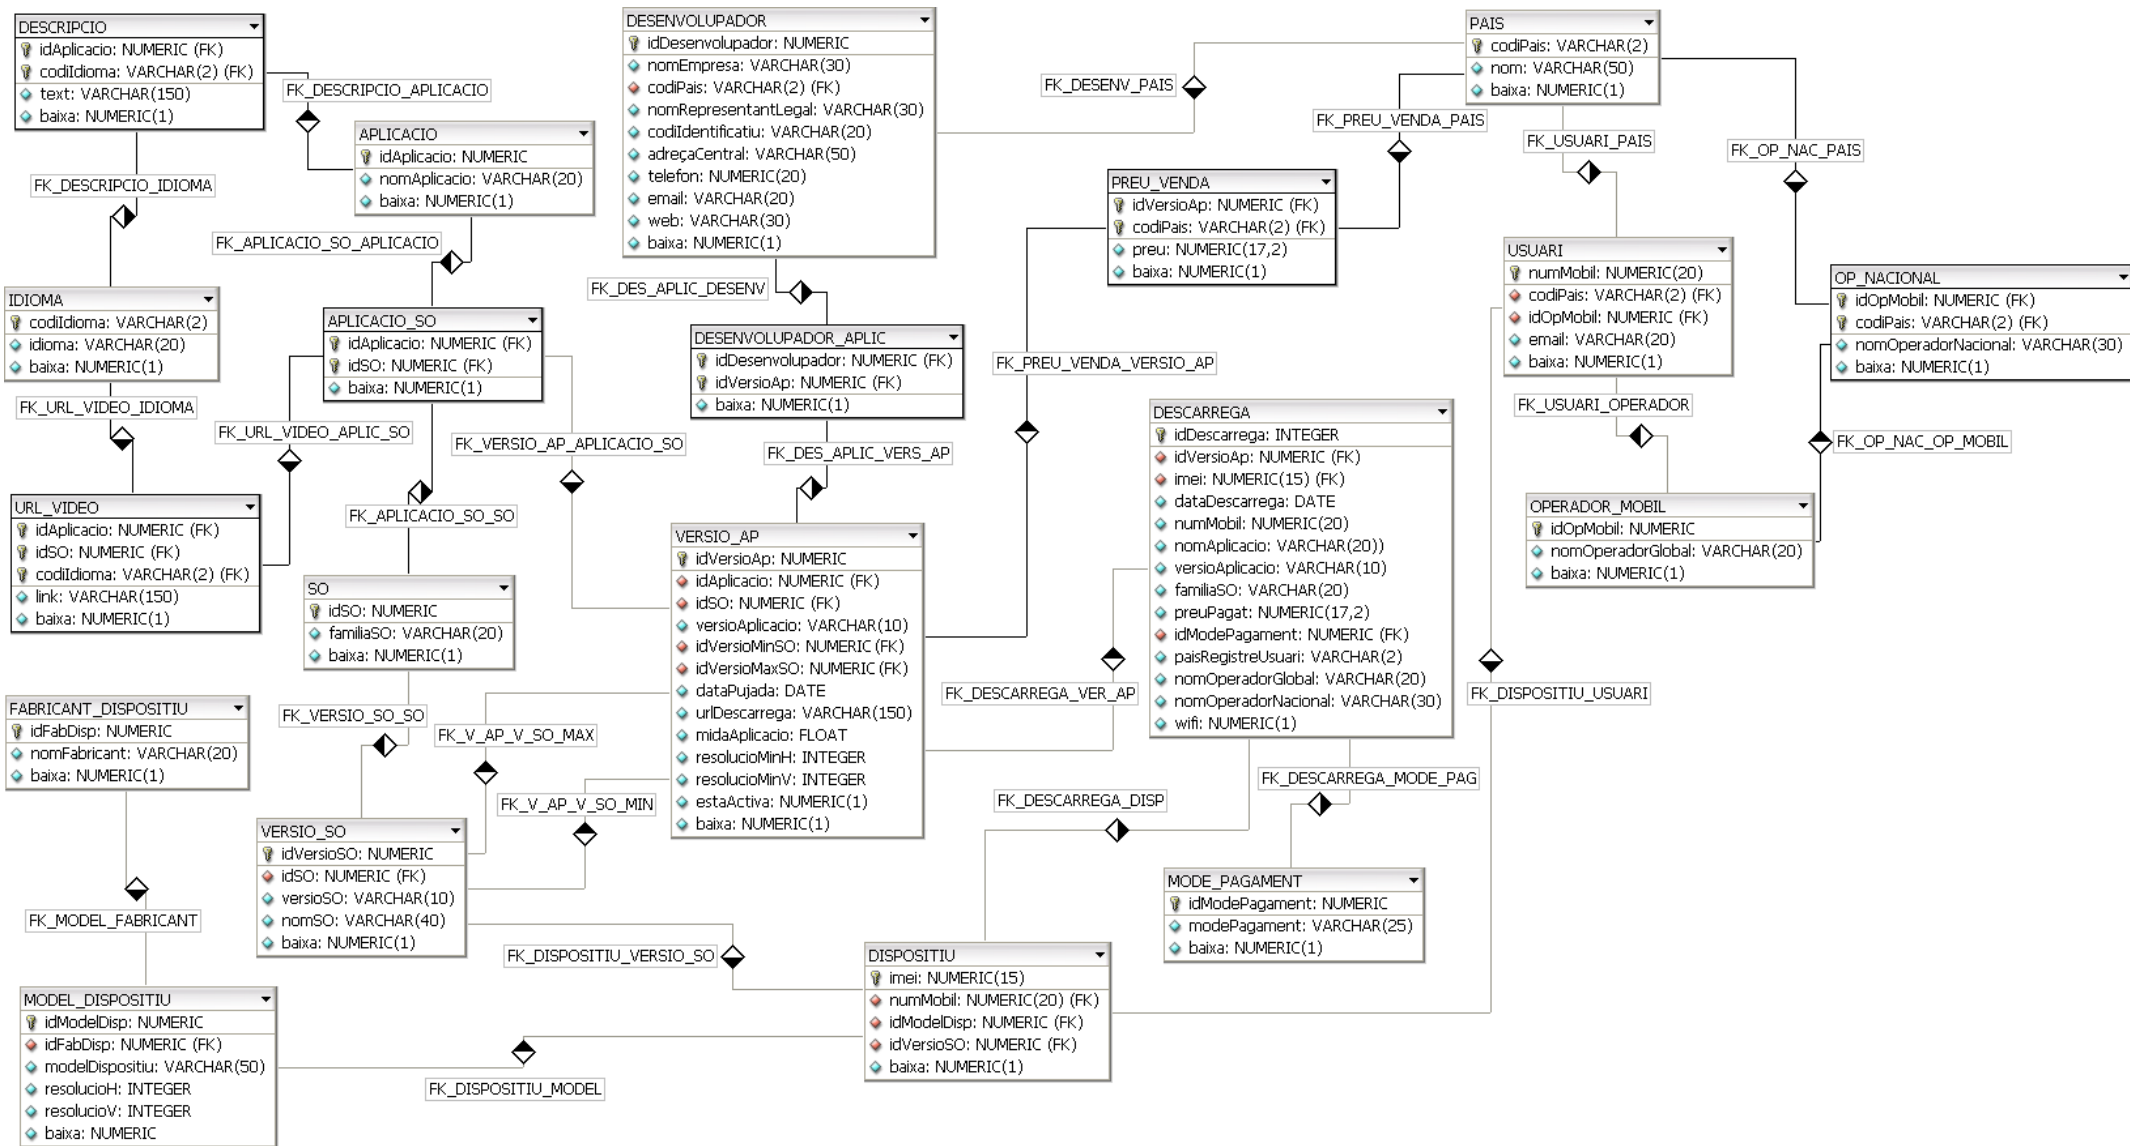 DESCRIPCIO
idAplicacio: NUMERIC (FK)
codiIdioma: VARCHAR(2) (FK)
text: VARCHAR(150)
baixa: NUMERIC(1)
FK_DESCRIPCIO_APLICACIO
APLICACIO
idAplicacio: NUMERIC
nomAplicacio: VARCHAR(20)
baixa: NUMERIC(1)
FK_DESCRIPCIO_IDIOMA
FK_APLICACIO_SO_APLICACIO
IDIOMA
codiIdioma: VARCHAR(2)
idioma: VARCHAR(20)
baixa: NUMERIC(1)
FK_URL_VIDEO_IDIOMA
APLICACIO_SO
idAplicacio: NUMERIC (FK)
idSO: NUMERIC (FK)
baixa: NUMERIC(1)
FK_URL_VIDEO_APLIC_SO
FK_VERSIO_AP_APLICACIO_SO
URL_VIDEO
idAplicacio: NUMERIC (FK)
idSO: NUMERIC (FK)
codiIdioma: VARCHAR(2) (FK)
link: VARCHAR(150)
baixa: NUMERIC(1)
FK_APLICACIO_SO_SO
SO
idSO: NUMERIC
familiaSO: VARCHAR(20)
baixa: NUMERIC(1)
FK_VERSIO_SO_SO
FABRICANT_DISPOSITIU
idFabDisp: NUMERIC
nomFabricant: VARCHAR(20)
baixa: NUMERIC(1)
FK_MODEL_FABRICANT
VERSIO_SO
idVersioSO: NUMERIC
idSO: NUMERIC (FK)
versioSO: VARCHAR(10)
nomSO: VARCHAR(40)
baixa: NUMERIC(1)
MODEL_DISPOSITIU
idModelDisp: NUMERIC
idFabDisp: NUMERIC (FK)
modelDispositiu: VARCHAR(50)
resolucioH: INTEGER
resolucioV: INTEGER
baixa: NUMERIC
FK_DISPOSITIU_MODEL
FK_DISPOSITIU_VERSIO_SO
FK_V_AP_V_SO_MAX
FK_V_AP_V_SO_MIN
DESENVOLUPADOR
idDesenvolupador: NUMERIC
nomEmpresa: VARCHAR(30)
codiPais: VARCHAR(2) (FK)
nomRepresentantLegal: VARCHAR(30)
codiIdentificatiu: VARCHAR(20)
adreçaCentral: VARCHAR(50)
telefon: NUMERIC(20)
email: VARCHAR(20)
web: VARCHAR(30)
baixa: NUMERIC(1)
FK_DES_APLIC_DESENV
DESENVOLUPADOR_APLIC
idDesenvolupador: NUMERIC (FK)
idVersioAp: NUMERIC (FK)
baixa: NUMERIC(1)
FK_DES_APLIC_VERS_AP
VERSIO_AP
idVersioAp: NUMERIC
idAplicacio: NUMERIC (FK)
idSO: NUMERIC (FK)
versioAplicacio: VARCHAR(10)
idVersioMinSO: NUMERIC (FK)
idVersioMaxSO: NUMERIC (FK)
dataPujada: DATE
urlDescarrega: VARCHAR(150)
midaAplicacio: FLOAT
resolucioMinH: INTEGER
resolucioMinV: INTEGER
estaActiva: NUMERIC(1)
baixa: NUMERIC(1)
FK_DESENV_PAIS
PAIS
codiPais: VARCHAR(2)
nom: VARCHAR(50)
baixa: NUMERIC(1)
FK_PREU_VENDA_PAIS
FK_USUARI_PAIS
FK_OP_NAC_PAIS
PREU_VENDA
idVersioAp: NUMERIC (FK)
codiPais: VARCHAR(2) (FK)
preu: NUMERIC(17,2)
baixa: NUMERIC(1)
FK_PREU_VENDA_VERSIO_AP
USUARI
numMobil: NUMERIC(20)
codiPais: VARCHAR(2) (FK)
idOpMobil: NUMERIC (FK)
email: VARCHAR(20)
baixa: NUMERIC(1)
OP_NACIONAL
idOpMobil: NUMERIC (FK)
codiPais: VARCHAR(2) (FK)
nomOperadorNacional: VARCHAR(30)
baixa: NUMERIC(1)
FK_USUARI_OPERADOR
FK_OP_NAC_OP_MOBIL
OPERADOR_MOBIL
idOpMobil: NUMERIC
nomOperadorGlobal: VARCHAR(20)
baixa: NUMERIC(1)
DESCARREGA
idDescarrega: INTEGER
idVersioAp: NUMERIC (FK)
imei: NUMERIC(15) (FK)
dataDescarrega: DATE
numMobil: NUMERIC(20)
nomAplicacio: VARCHAR(20))
versioAplicacio: VARCHAR(10)
familiaSO: VARCHAR(20)
preuPagat: NUMERIC(17,2)
idModePagament: NUMERIC (FK)
paisRegistreUsuari: VARCHAR(2)
nomOperadorGlobal: VARCHAR(20)
nomOperadorNacional: VARCHAR(30)
wifi: NUMERIC(1)
FK_DESCARREGA_VER_AP
FK_DISPOSITIU_USUARI
FK_DESCARREGA_DISP
FK_DESCARREGA_MODE_PAG
MODE_PAGAMENT
idModePagament: NUMERIC
modePagament: VARCHAR(25)
baixa: NUMERIC(1)
DISPOSITIU
imei: NUMERIC(15)
numMobil: NUMERIC(20) (FK)
idModelDisp: NUMERIC (FK)
idVersioSO: NUMERIC (FK)
baixa: NUMERIC(1)